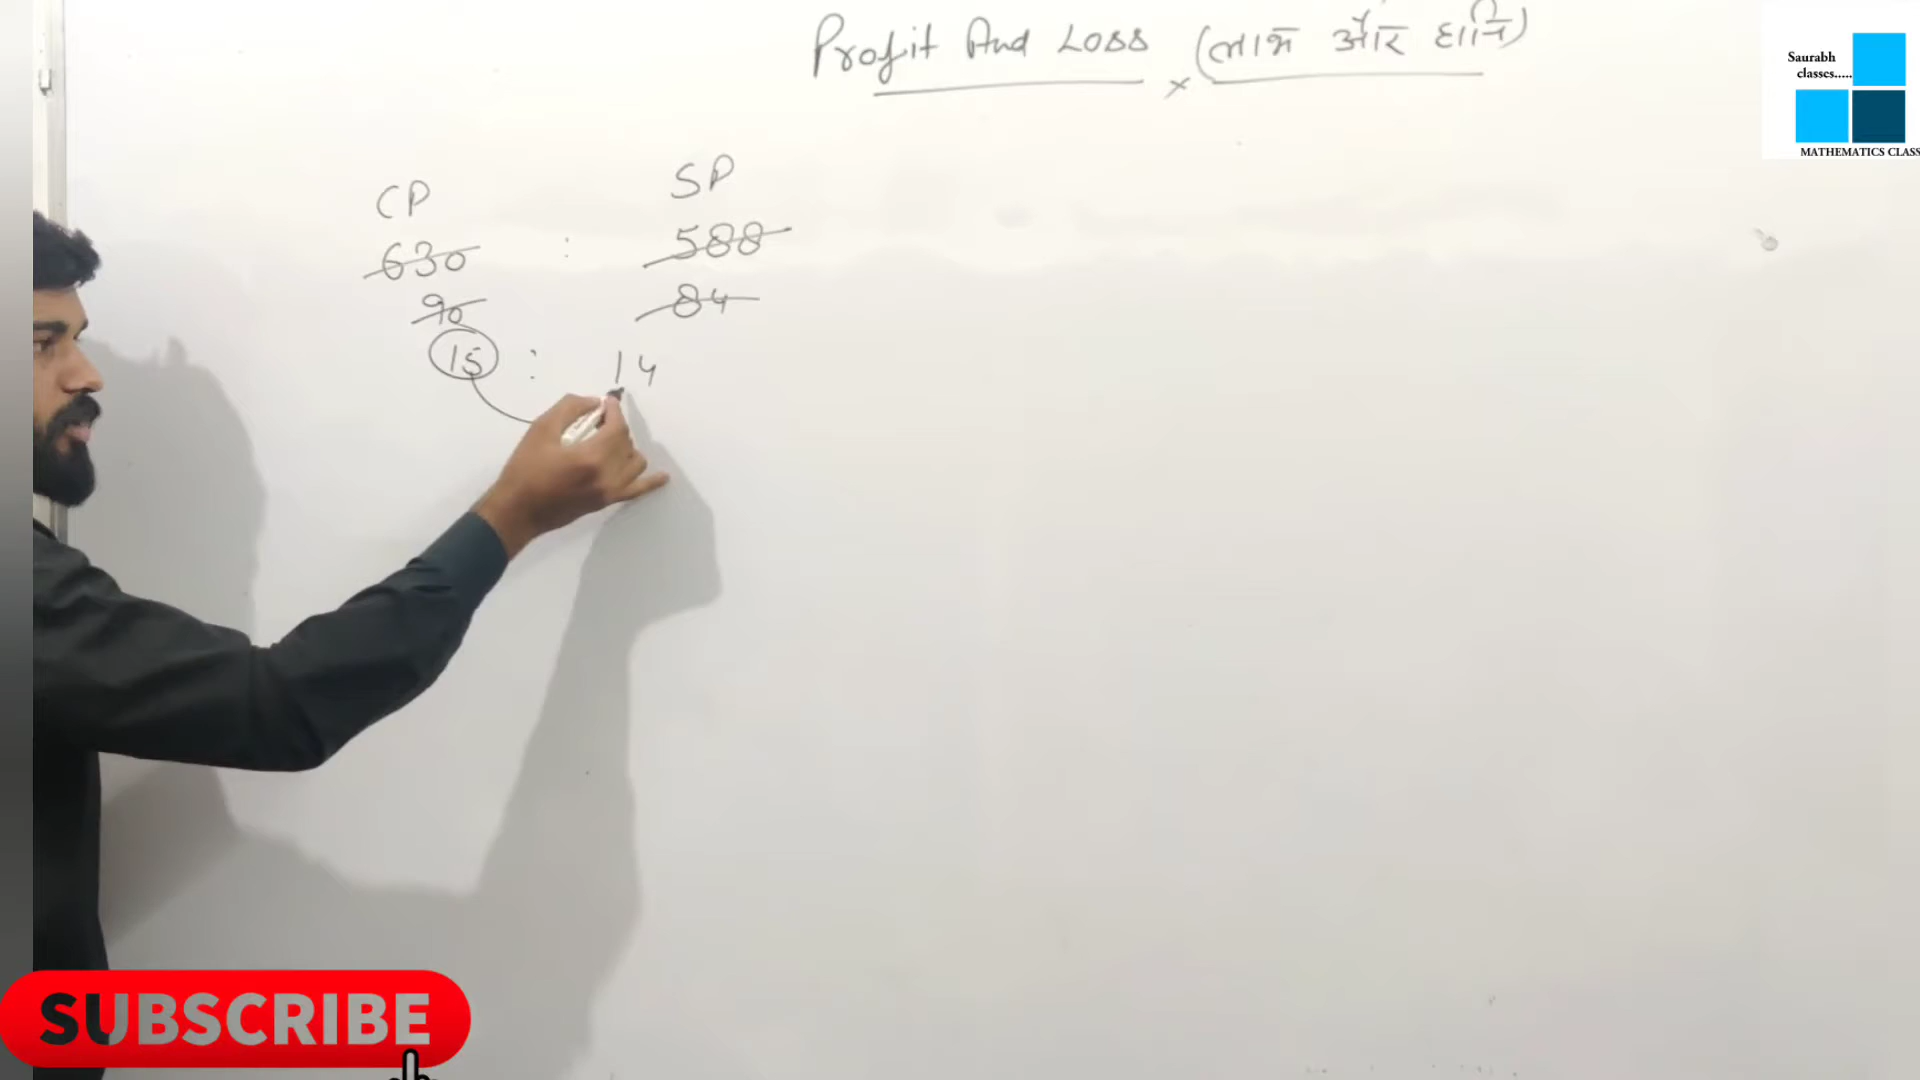 Profit And Loss (लाभ और हानि)
×
Saurabh
classes.....
MATHEMATICS CLASS
CP SP
630 : 588
90 84
15 : 14
SUBSCRIBE